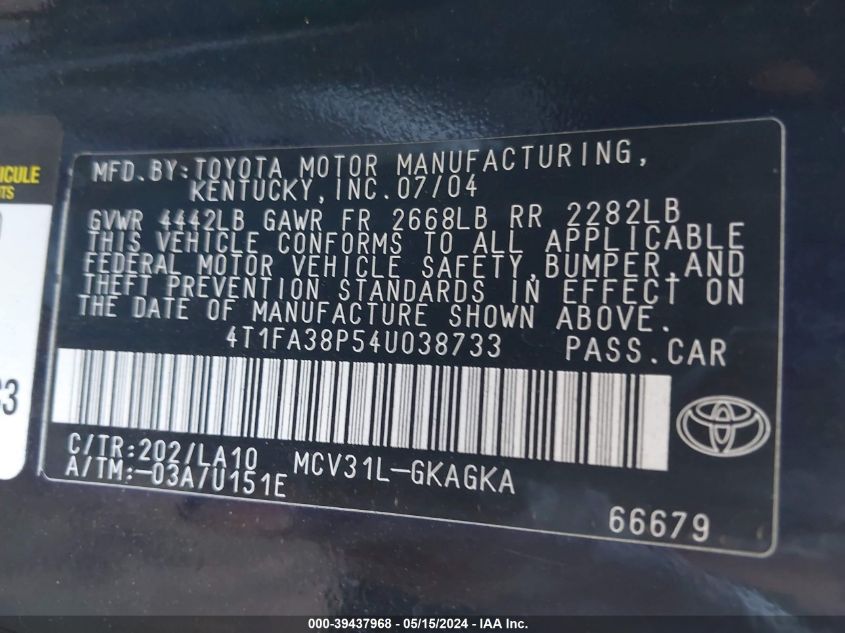 MFD.BY:TOYOTA MOTOR MANUFACTURING,
KENTUCKY,INC.07/04
GVWR 4442LB GAWR FR 2668LB RR 2282LB
THIS VEHICLE CONFORMS TO ALL APPLICABLE
FEDERAL MOTOR VEHICLE SAFETY,BUMPER,AND
THEFT PREVENTION STANDARDS IN EFFECT ON
THE DATE OF MANUFACTURE SHOWN ABOVE.
4T1FA38P54U038733 PASS.CAR
C/TR:202/LA10 MCV31L-GKAGKA
A/TM:-03A/U151E
66679
000-39437968 - 05/15/2024 - IAA Inc.